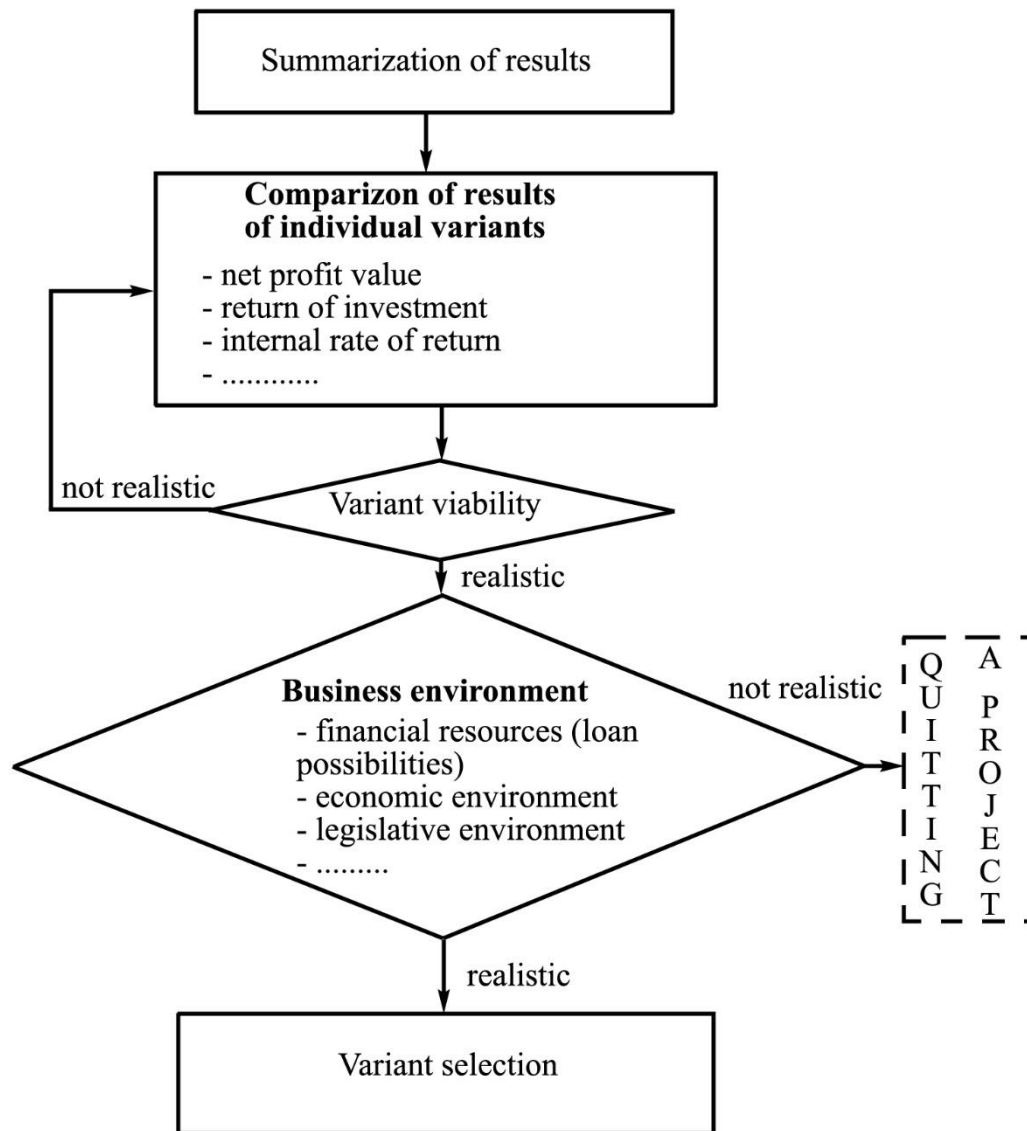 Summarization of results
Comparizon of results
of individual variants
- net profit value
- return of investment
- internal rate of return
- ............
not realistic
Variant viability
realistic
Business environment
- financial resources (loan
possibilities)
- economic environment
- legislative environment
- .........
not realistic
QUITTING
A PROJECT
realistic
Variant selection